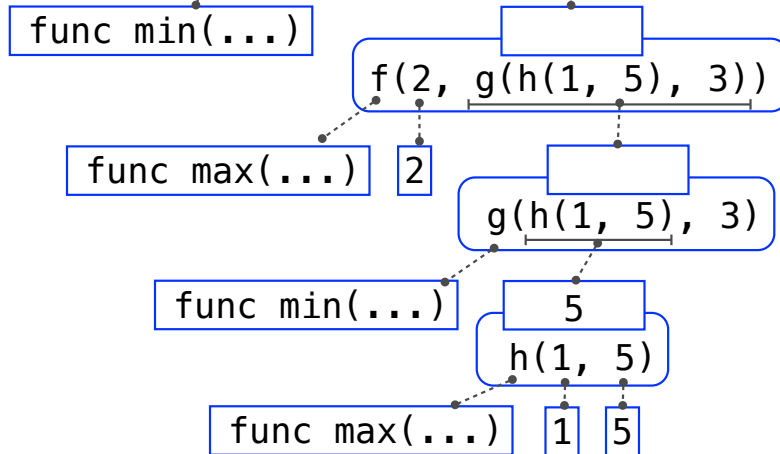 func min(...)
f(2, g(h(1, 5), 3))
func max(...) 2
g(h(1, 5), 3)
func min(...) 5
h(1, 5)
func max(...) 1 5